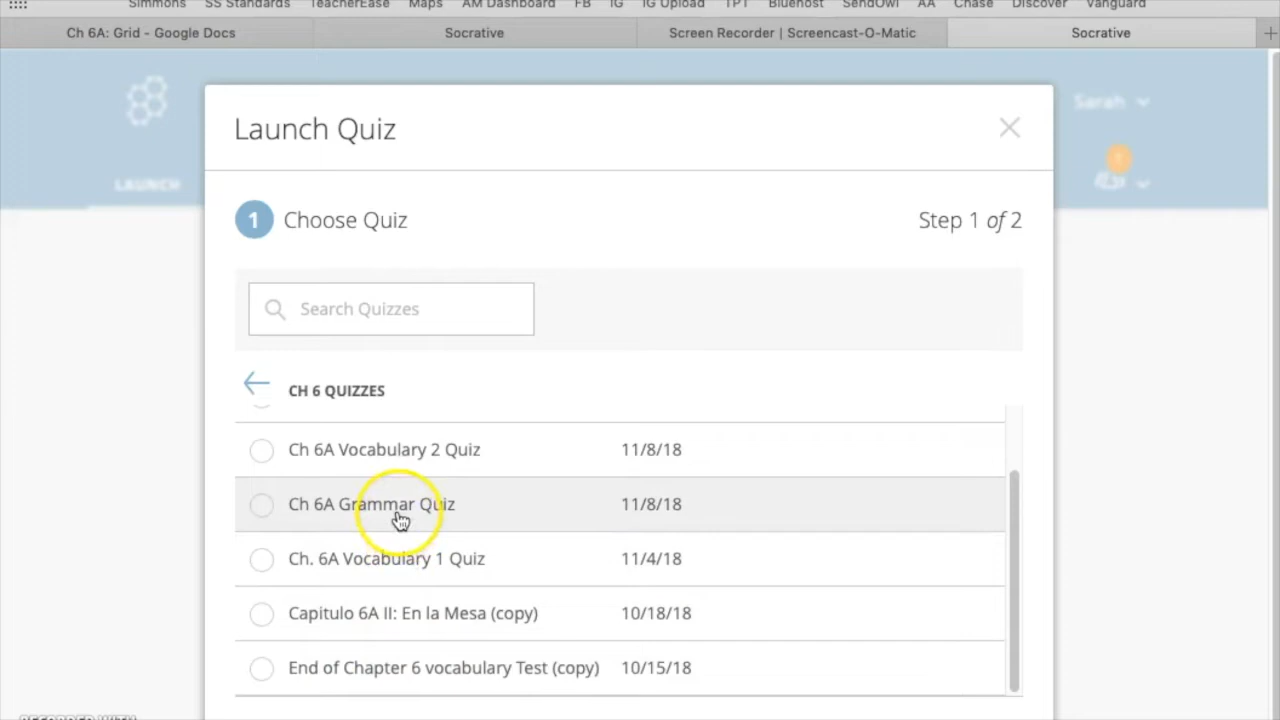 Simmons SS Standards TeacherEase Maps AM Dashboard FB IG IG Upload TPT Bluehost SendOwl AA Chase Discover Vanguard
Ch 6A: Grid - Google Docs Socrative Screen Recorder | Screencast-O-Matic Socrative
Sarah
Launch Quiz
LAUNCH
1 Choose Quiz Step 1 of 2
Search Quizzes
CH 6 QUIZZES
Ch 6A Vocabulary 2 Quiz 11/8/18
Ch 6A Grammar Quiz 11/8/18
Ch. 6A Vocabulary 1 Quiz 11/4/18
Capitulo 6A II: En la Mesa (copy) 10/18/18
End of Chapter 6 vocabulary Test (copy) 10/15/18
RECORDED WITH